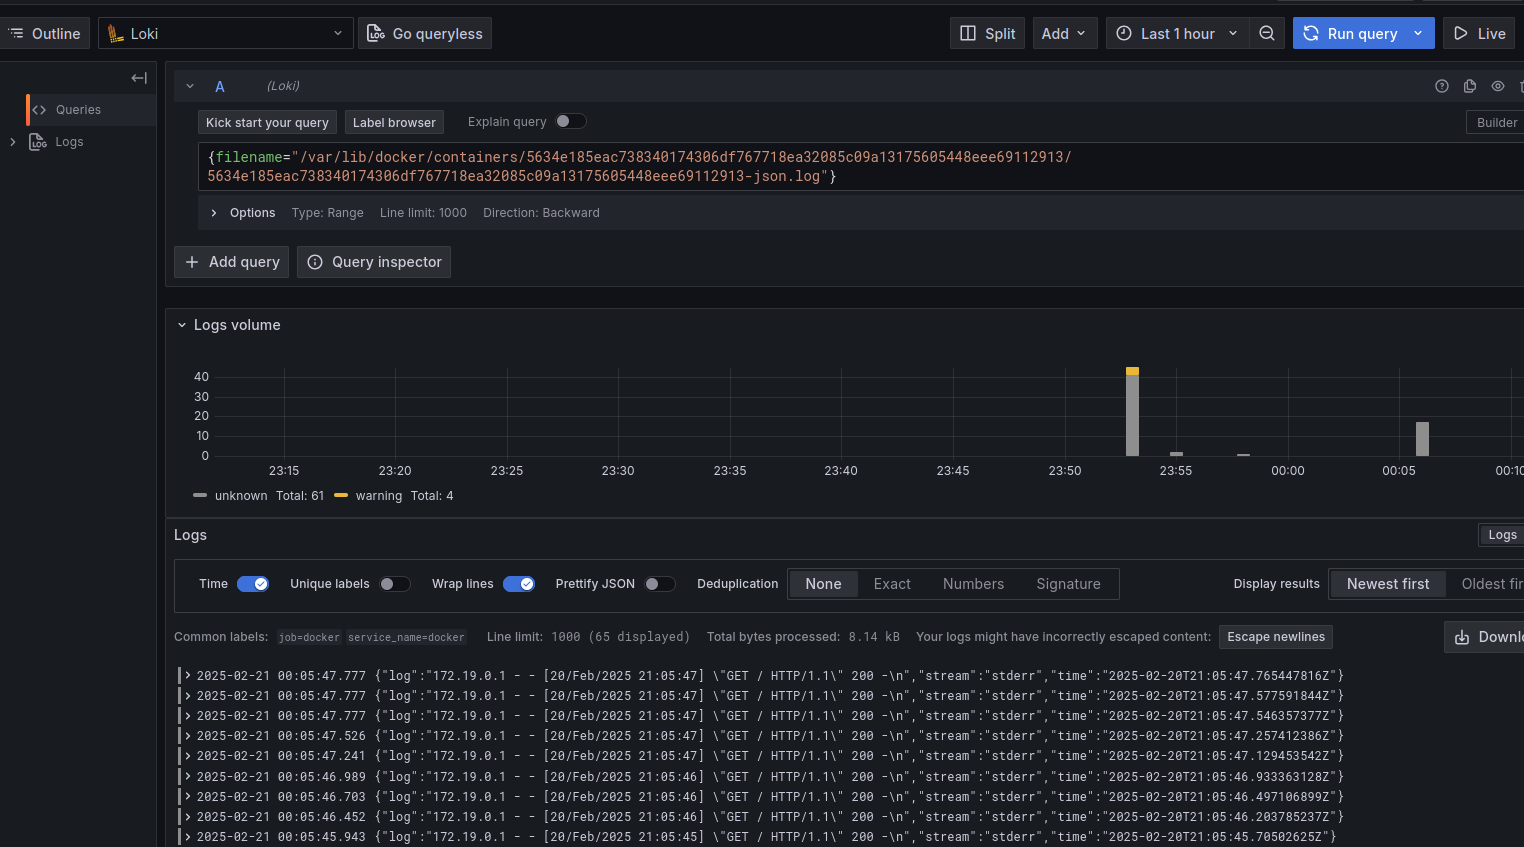 Outline Loki Go queryless Split Add Last 1 hour Run query Live
Queries
Logs
A (Loki)
Kick start your query Label browser Explain query Builder
{filename="/var/lib/docker/containers/5634e185eac738340174306df767718ea32085c09a13175605448eee69112913/
5634e185eac738340174306df767718ea32085c09a13175605448eee69112913-json.log"}
Options Type: Range Line limit: 1000 Direction: Backward
Add query Query inspector
Logs volume
40
30
20
10
0
23:15 23:20 23:25 23:30 23:35 23:40 23:45 23:50 23:55 00:00 00:05 00:10
unknown Total: 61 warning Total: 4
Logs Logs
Time Unique labels Wrap lines Prettify JSON Deduplication None Exact Numbers Signature Display results Newest first Oldest fir
Common labels: job=docker service_name=docker Line limit: 1000 (65 displayed) Total bytes processed: 8.14 kB Your logs might have incorrectly escaped content: Escape newlines Downlo
2025-02-21 00:05:47.777 {"log":"172.19.0.1 - - [20/Feb/2025 21:05:47] \"GET / HTTP/1.1\" 200 -\n","stream":"stderr","time":"2025-02-20T21:05:47.765447816Z"}
2025-02-21 00:05:47.777 {"log":"172.19.0.1 - - [20/Feb/2025 21:05:47] \"GET / HTTP/1.1\" 200 -\n","stream":"stderr","time":"2025-02-20T21:05:47.577591844Z"}
2025-02-21 00:05:47.777 {"log":"172.19.0.1 - - [20/Feb/2025 21:05:47] \"GET / HTTP/1.1\" 200 -\n","stream":"stderr","time":"2025-02-20T21:05:47.546357377Z"}
2025-02-21 00:05:47.526 {"log":"172.19.0.1 - - [20/Feb/2025 21:05:47] \"GET / HTTP/1.1\" 200 -\n","stream":"stderr","time":"2025-02-20T21:05:47.257412386Z"}
2025-02-21 00:05:47.241 {"log":"172.19.0.1 - - [20/Feb/2025 21:05:47] \"GET / HTTP/1.1\" 200 -\n","stream":"stderr","time":"2025-02-20T21:05:47.129453542Z"}
2025-02-21 00:05:46.989 {"log":"172.19.0.1 - - [20/Feb/2025 21:05:46] \"GET / HTTP/1.1\" 200 -\n","stream":"stderr","time":"2025-02-20T21:05:46.933363128Z"}
2025-02-21 00:05:46.703 {"log":"172.19.0.1 - - [20/Feb/2025 21:05:46] \"GET / HTTP/1.1\" 200 -\n","stream":"stderr","time":"2025-02-20T21:05:46.497106899Z"}
2025-02-21 00:05:46.452 {"log":"172.19.0.1 - - [20/Feb/2025 21:05:46] \"GET / HTTP/1.1\" 200 -\n","stream":"stderr","time":"2025-02-20T21:05:46.203785237Z"}
2025-02-21 00:05:45.943 {"log":"172.19.0.1 - - [20/Feb/2025 21:05:45] \"GET / HTTP/1.1\" 200 -\n","stream":"stderr","time":"2025-02-20T21:05:45.70502625Z"}